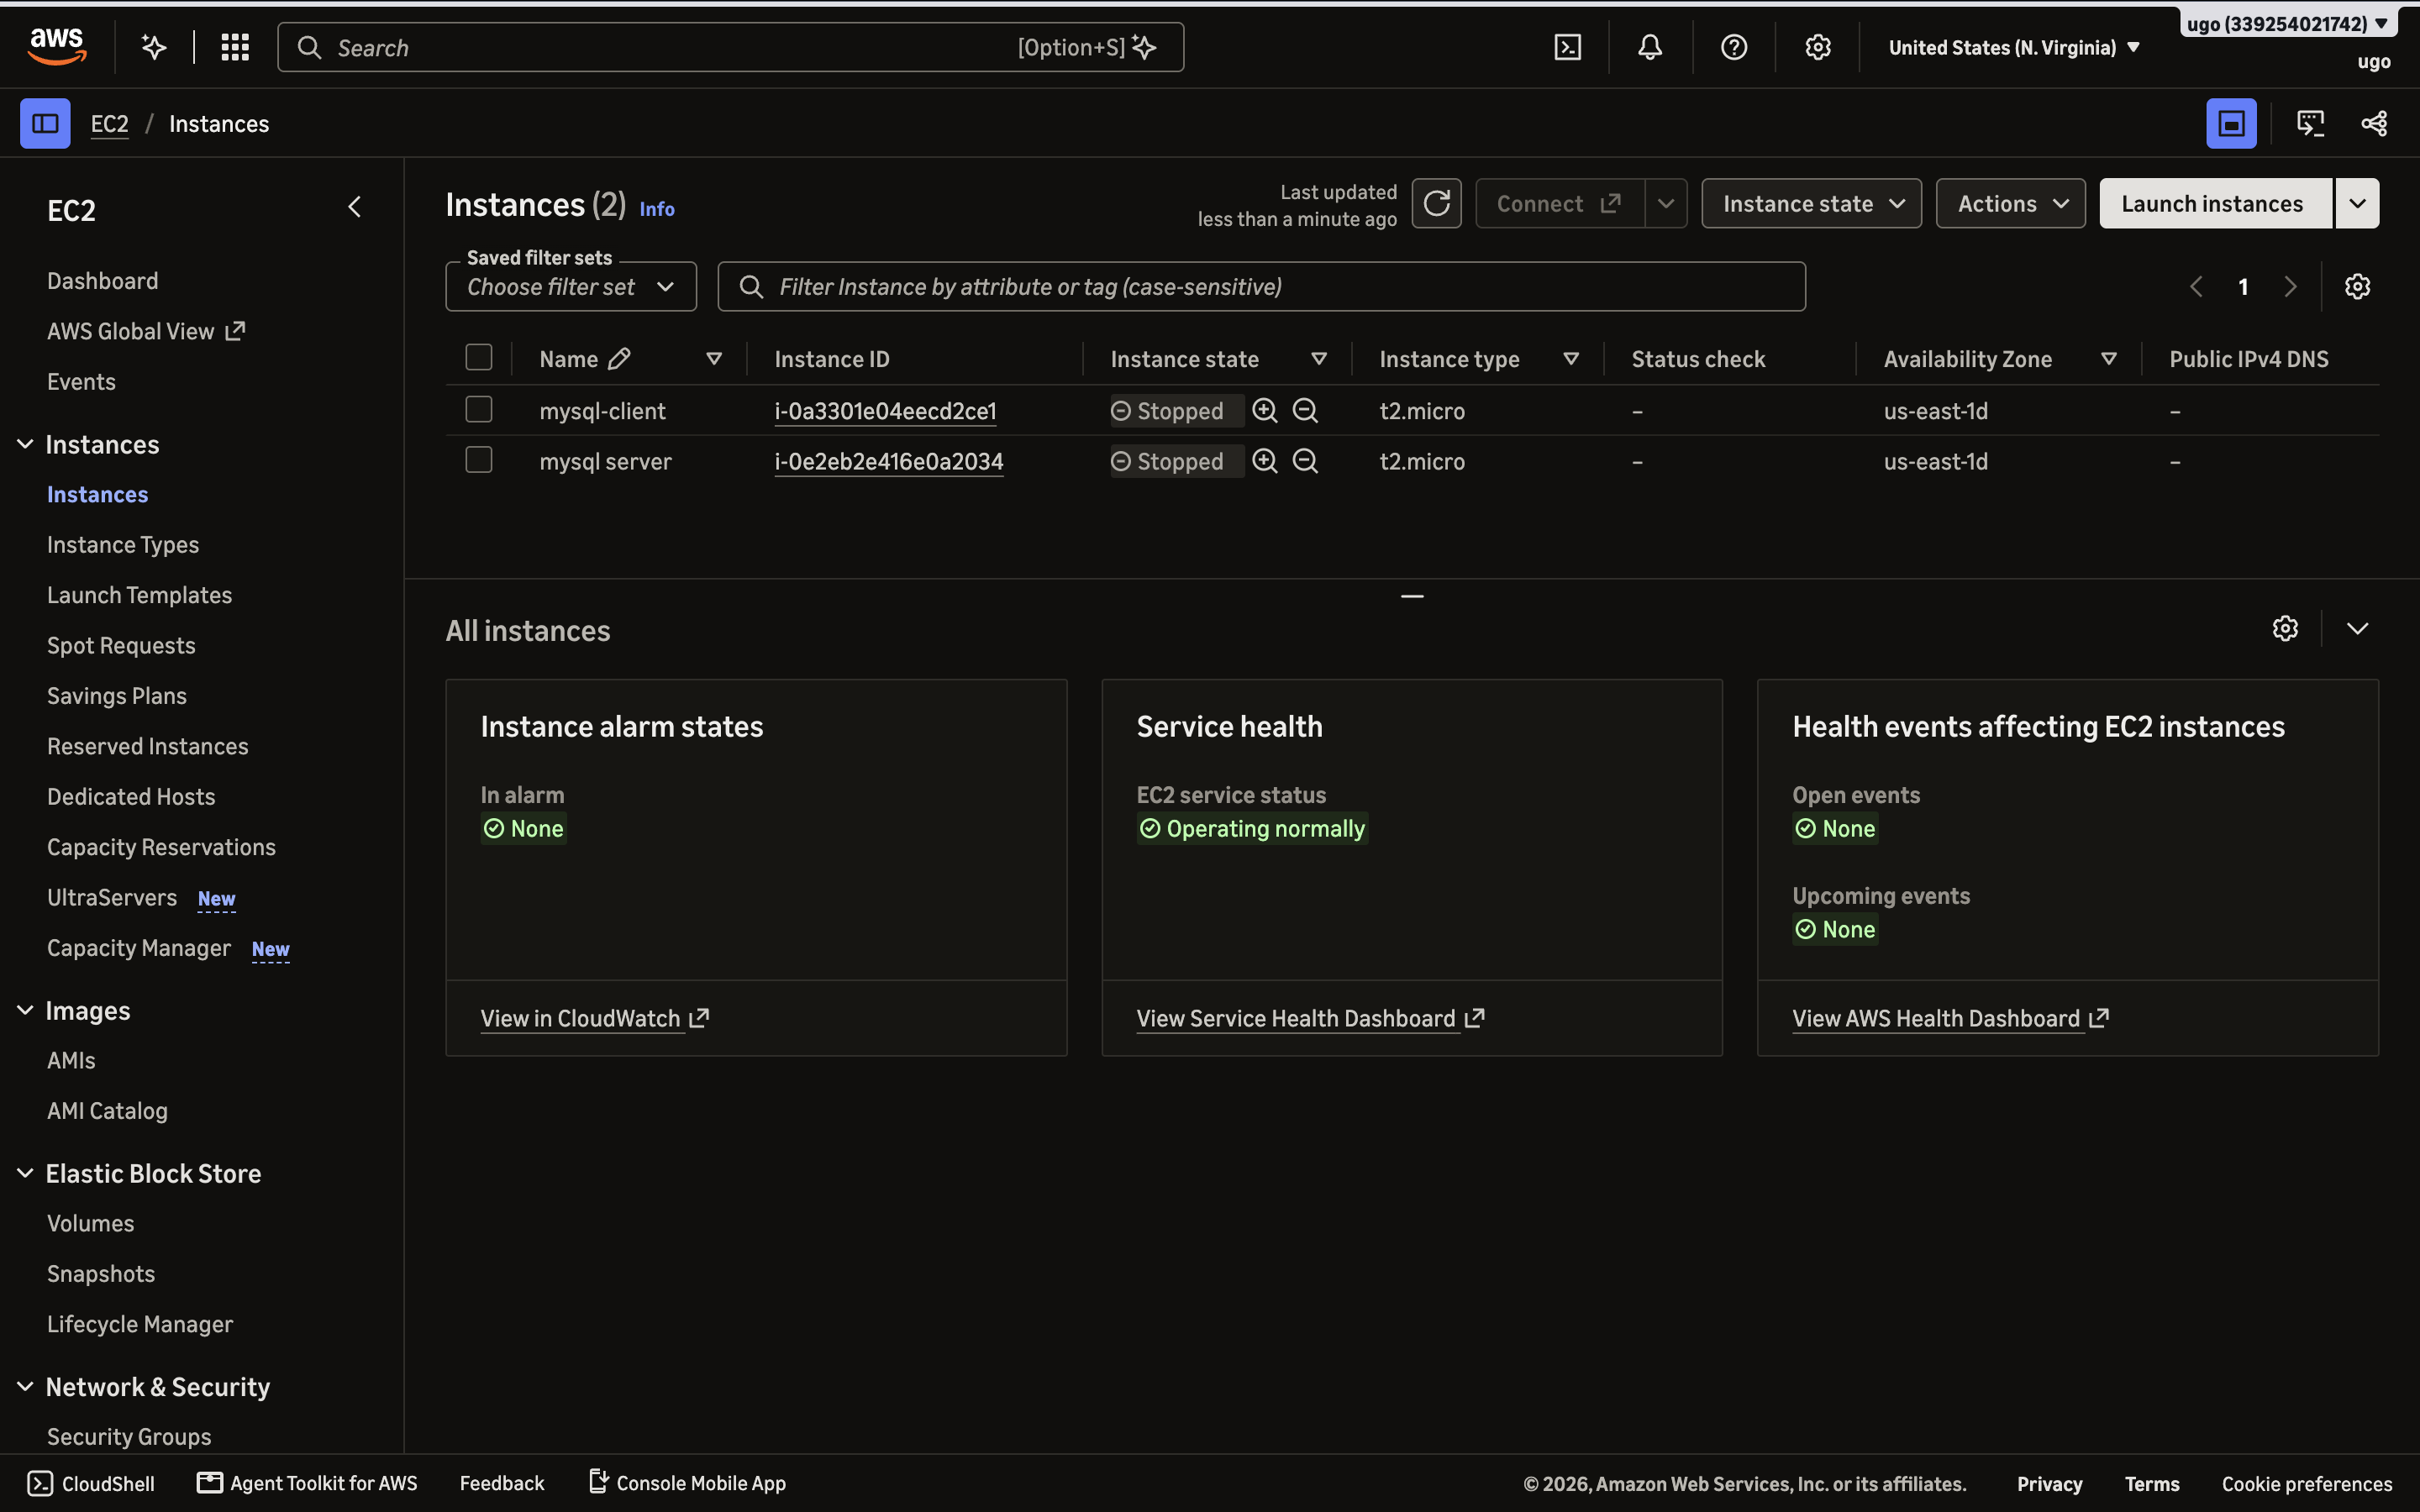 aws
Search
[Option+S]
United States (N. Virginia)
ugo (339254021742)
ugo
EC2 / Instances
EC2
Dashboard
AWS Global View
Events
Instances
Instances
Instance Types
Launch Templates
Spot Requests
Savings Plans
Reserved Instances
Dedicated Hosts
Capacity Reservations
UltraServers New
Capacity Manager New
Images
AMIs
AMI Catalog
Elastic Block Store
Volumes
Snapshots
Lifecycle Manager
Network & Security
Security Groups
Instances (2) Info
Last updated
less than a minute ago
Connect
Instance state
Actions
Launch instances
Saved filter sets
Choose filter set
Filter Instance by attribute or tag (case-sensitive)
1
Name Instance ID Instance state Instance type Status check Availability Zone Public IPv4 DNS
mysql-client i-0a3301e04eecd2ce1 Stopped t2.micro – us-east-1d –
mysql server i-0e2eb2e416e0a2034 Stopped t2.micro – us-east-1d –
All instances
Instance alarm states
In alarm
None
View in CloudWatch
Service health
EC2 service status
Operating normally
View Service Health Dashboard
Health events affecting EC2 instances
Open events
None
Upcoming events
None
View AWS Health Dashboard
CloudShell Agent Toolkit for AWS Feedback Console Mobile App
© 2026, Amazon Web Services, Inc. or its affiliates. Privacy Terms Cookie preferences